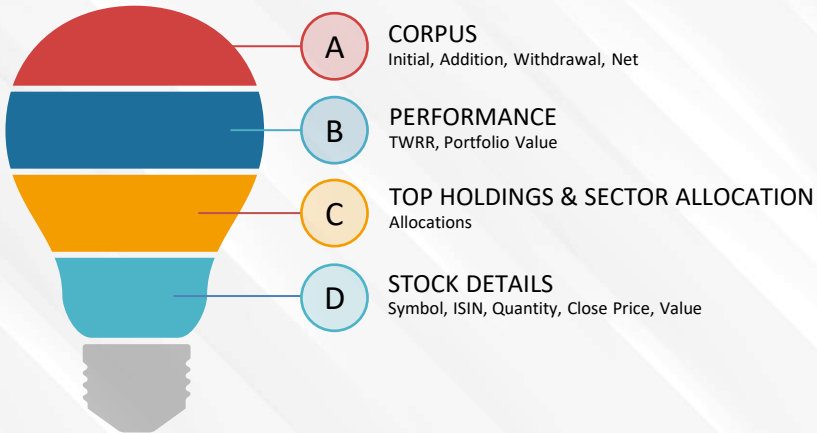 A
CORPUS
Initial, Addition, Withdrawal, Net
B
PERFORMANCE
TWRR, Portfolio Value
C
TOP HOLDINGS & SECTOR ALLOCATION
Allocations
D
STOCK DETAILS
Symbol, ISIN, Quantity, Close Price, Value